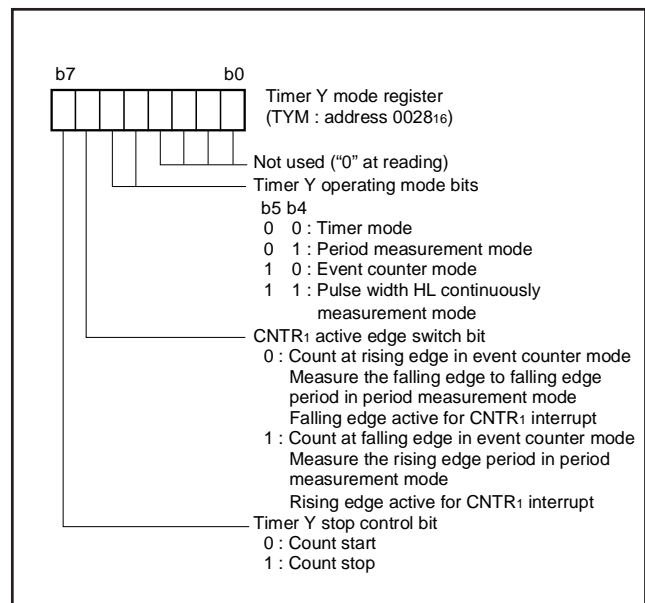 b7 b0
Timer Y mode register
(TYM : address 002816)
Not used (“0” at reading)
Timer Y operating mode bits
b5 b4
0 0 : Timer mode
0 1 : Period measurement mode
1 0 : Event counter mode
1 1 : Pulse width HL continuously
measurement mode
CNTR1 active edge switch bit
0 : Count at rising edge in event counter mode
Measure the falling edge to falling edge
period in period measurement mode
Falling edge active for CNTR1 interrupt
1 : Count at falling edge in event counter mode
Measure the rising edge period in period
measurement mode
Rising edge active for CNTR1 interrupt
Timer Y stop control bit
0 : Count start
1 : Count stop